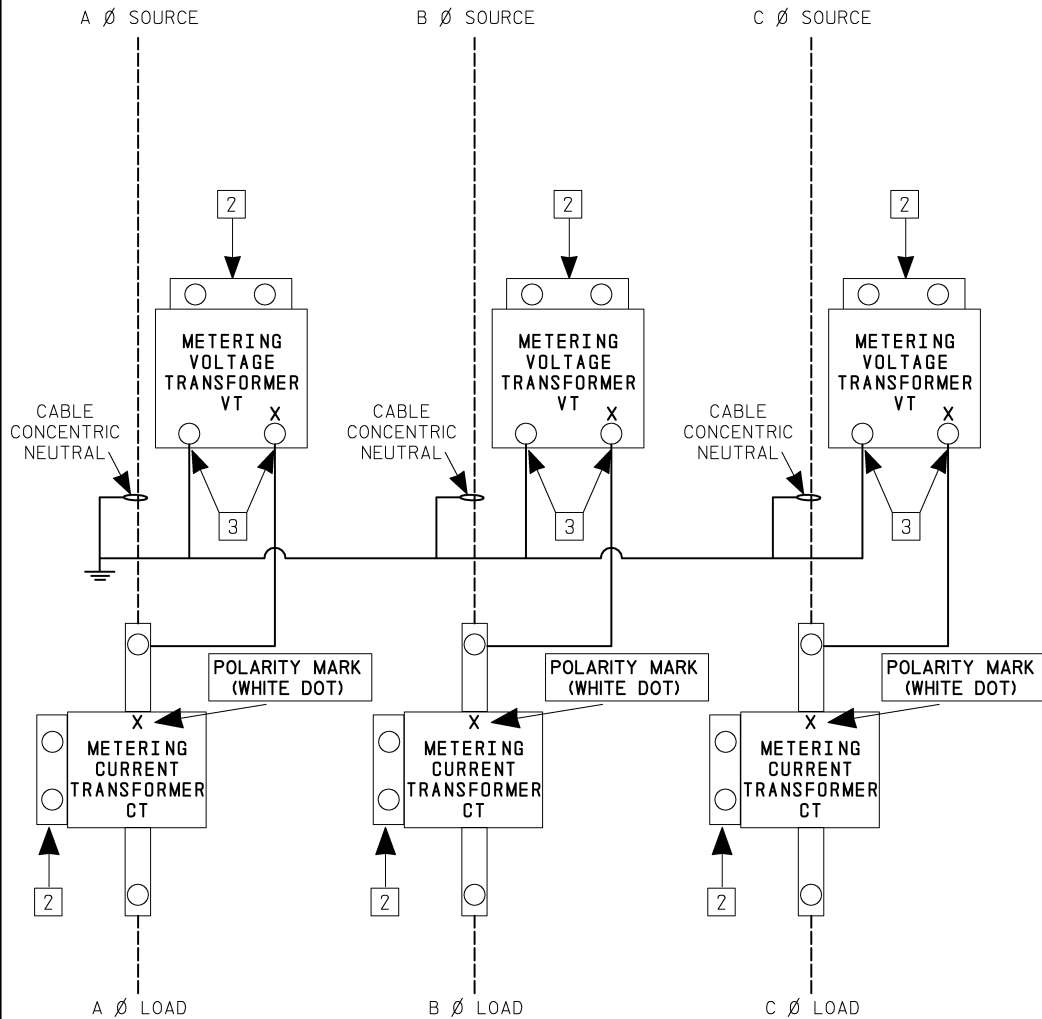 A Ø SOURCE
B Ø SOURCE
C Ø SOURCE
2
2
2
METERING
VOLTAGE
TRANSFORMER
VT
X
METERING
VOLTAGE
TRANSFORMER
VT
X
METERING
VOLTAGE
TRANSFORMER
VT
X
CABLE
CONCENTRIC
NEUTRAL
CABLE
CONCENTRIC
NEUTRAL
CABLE
CONCENTRIC
NEUTRAL
3
3
3
POLARITY MARK
(WHITE DOT)
POLARITY MARK
(WHITE DOT)
POLARITY MARK
(WHITE DOT)
X
METERING
CURRENT
TRANSFORMER
CT
X
METERING
CURRENT
TRANSFORMER
CT
X
METERING
CURRENT
TRANSFORMER
CT
2
2
2
A Ø LOAD
B Ø LOAD
C Ø LOAD